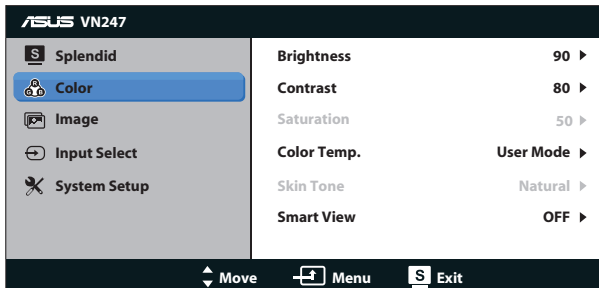 ASUS VN247
S Splendid
Color
Image
Input Select
System Setup
Brightness 90
Contrast 80
Saturation 50
Color Temp. User Mode
Skin Tone Natural
Smart View OFF
Move Menu S Exit